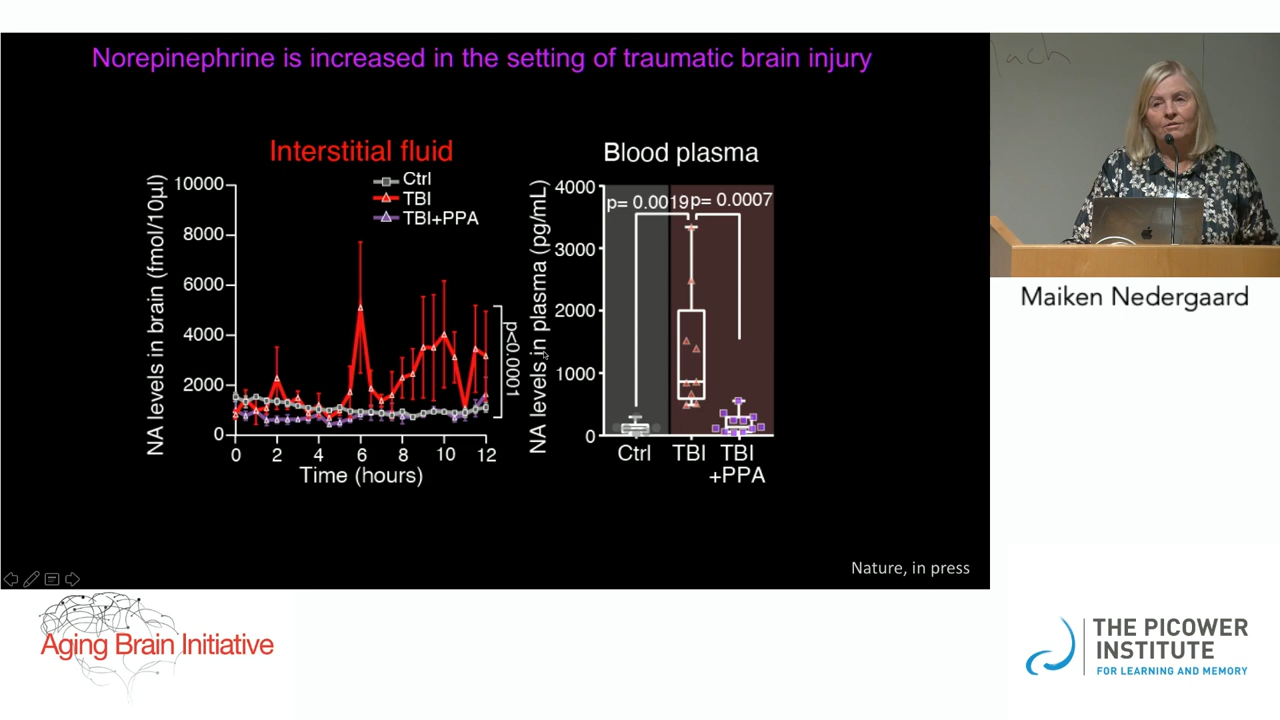 Norepinephrine is increased in the setting of traumatic brain injury
Interstitial fluid
Ctrl
TBI
TBI+PPA
NA levels in brain (fmol/10µl)
10000
8000
6000
4000
2000
0
0 2 4 6 8 10 12
Time (hours)
p<0.0001
Blood plasma
NA levels in plasma (pg/mL)
4000
3000
2000
1000
0
p= 0.0019
p= 0.0007
Ctrl TBI TBI
+PPA
Nature, in press
Maiken Nedergaard
Aging Brain Initiative
THE PICOWER
INSTITUTE
FOR LEARNING AND MEMORY